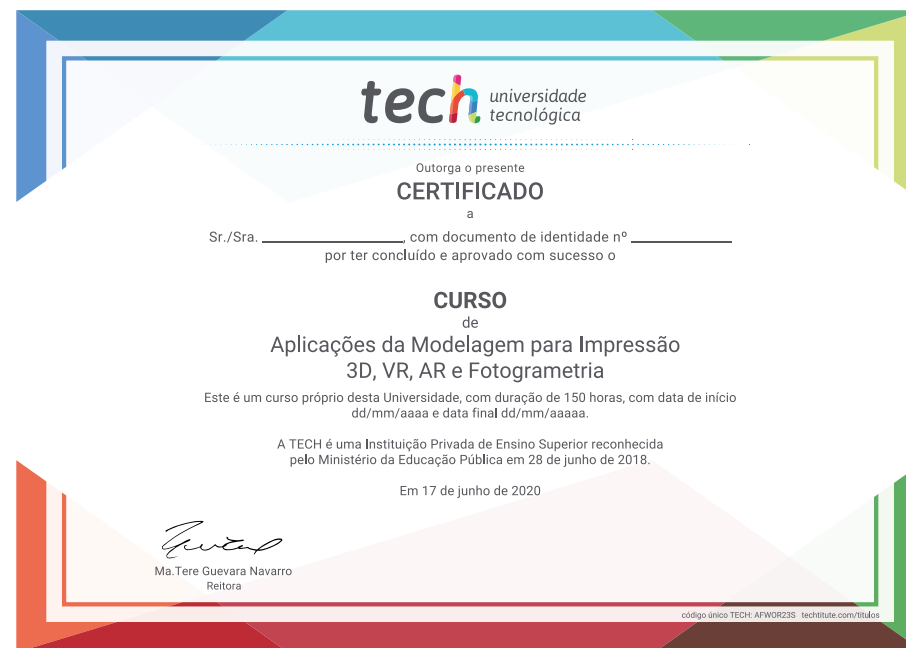 tech universidade
tecnológica
Outorga o presente
CERTIFICADO
a
Sr./Sra. ____________, com documento de identidade nº ____________
por ter concluído e aprovado com sucesso o
CURSO
de
Aplicações da Modelagem para Impressão
3D, VR, AR e Fotogrametria
Este é um curso próprio desta Universidade, com duração de 150 horas, com data de início
dd/mm/aaaa e data final dd/mm/aaaaa.
A TECH é uma Instituição Privada de Ensino Superior reconhecida
pelo Ministério da Educação Pública em 28 de junho de 2018.
Em 17 de junho de 2020
Ma.Tere Guevara Navarro
Reitora
código único TECH: AFWOR23S techtitute.com/titulos